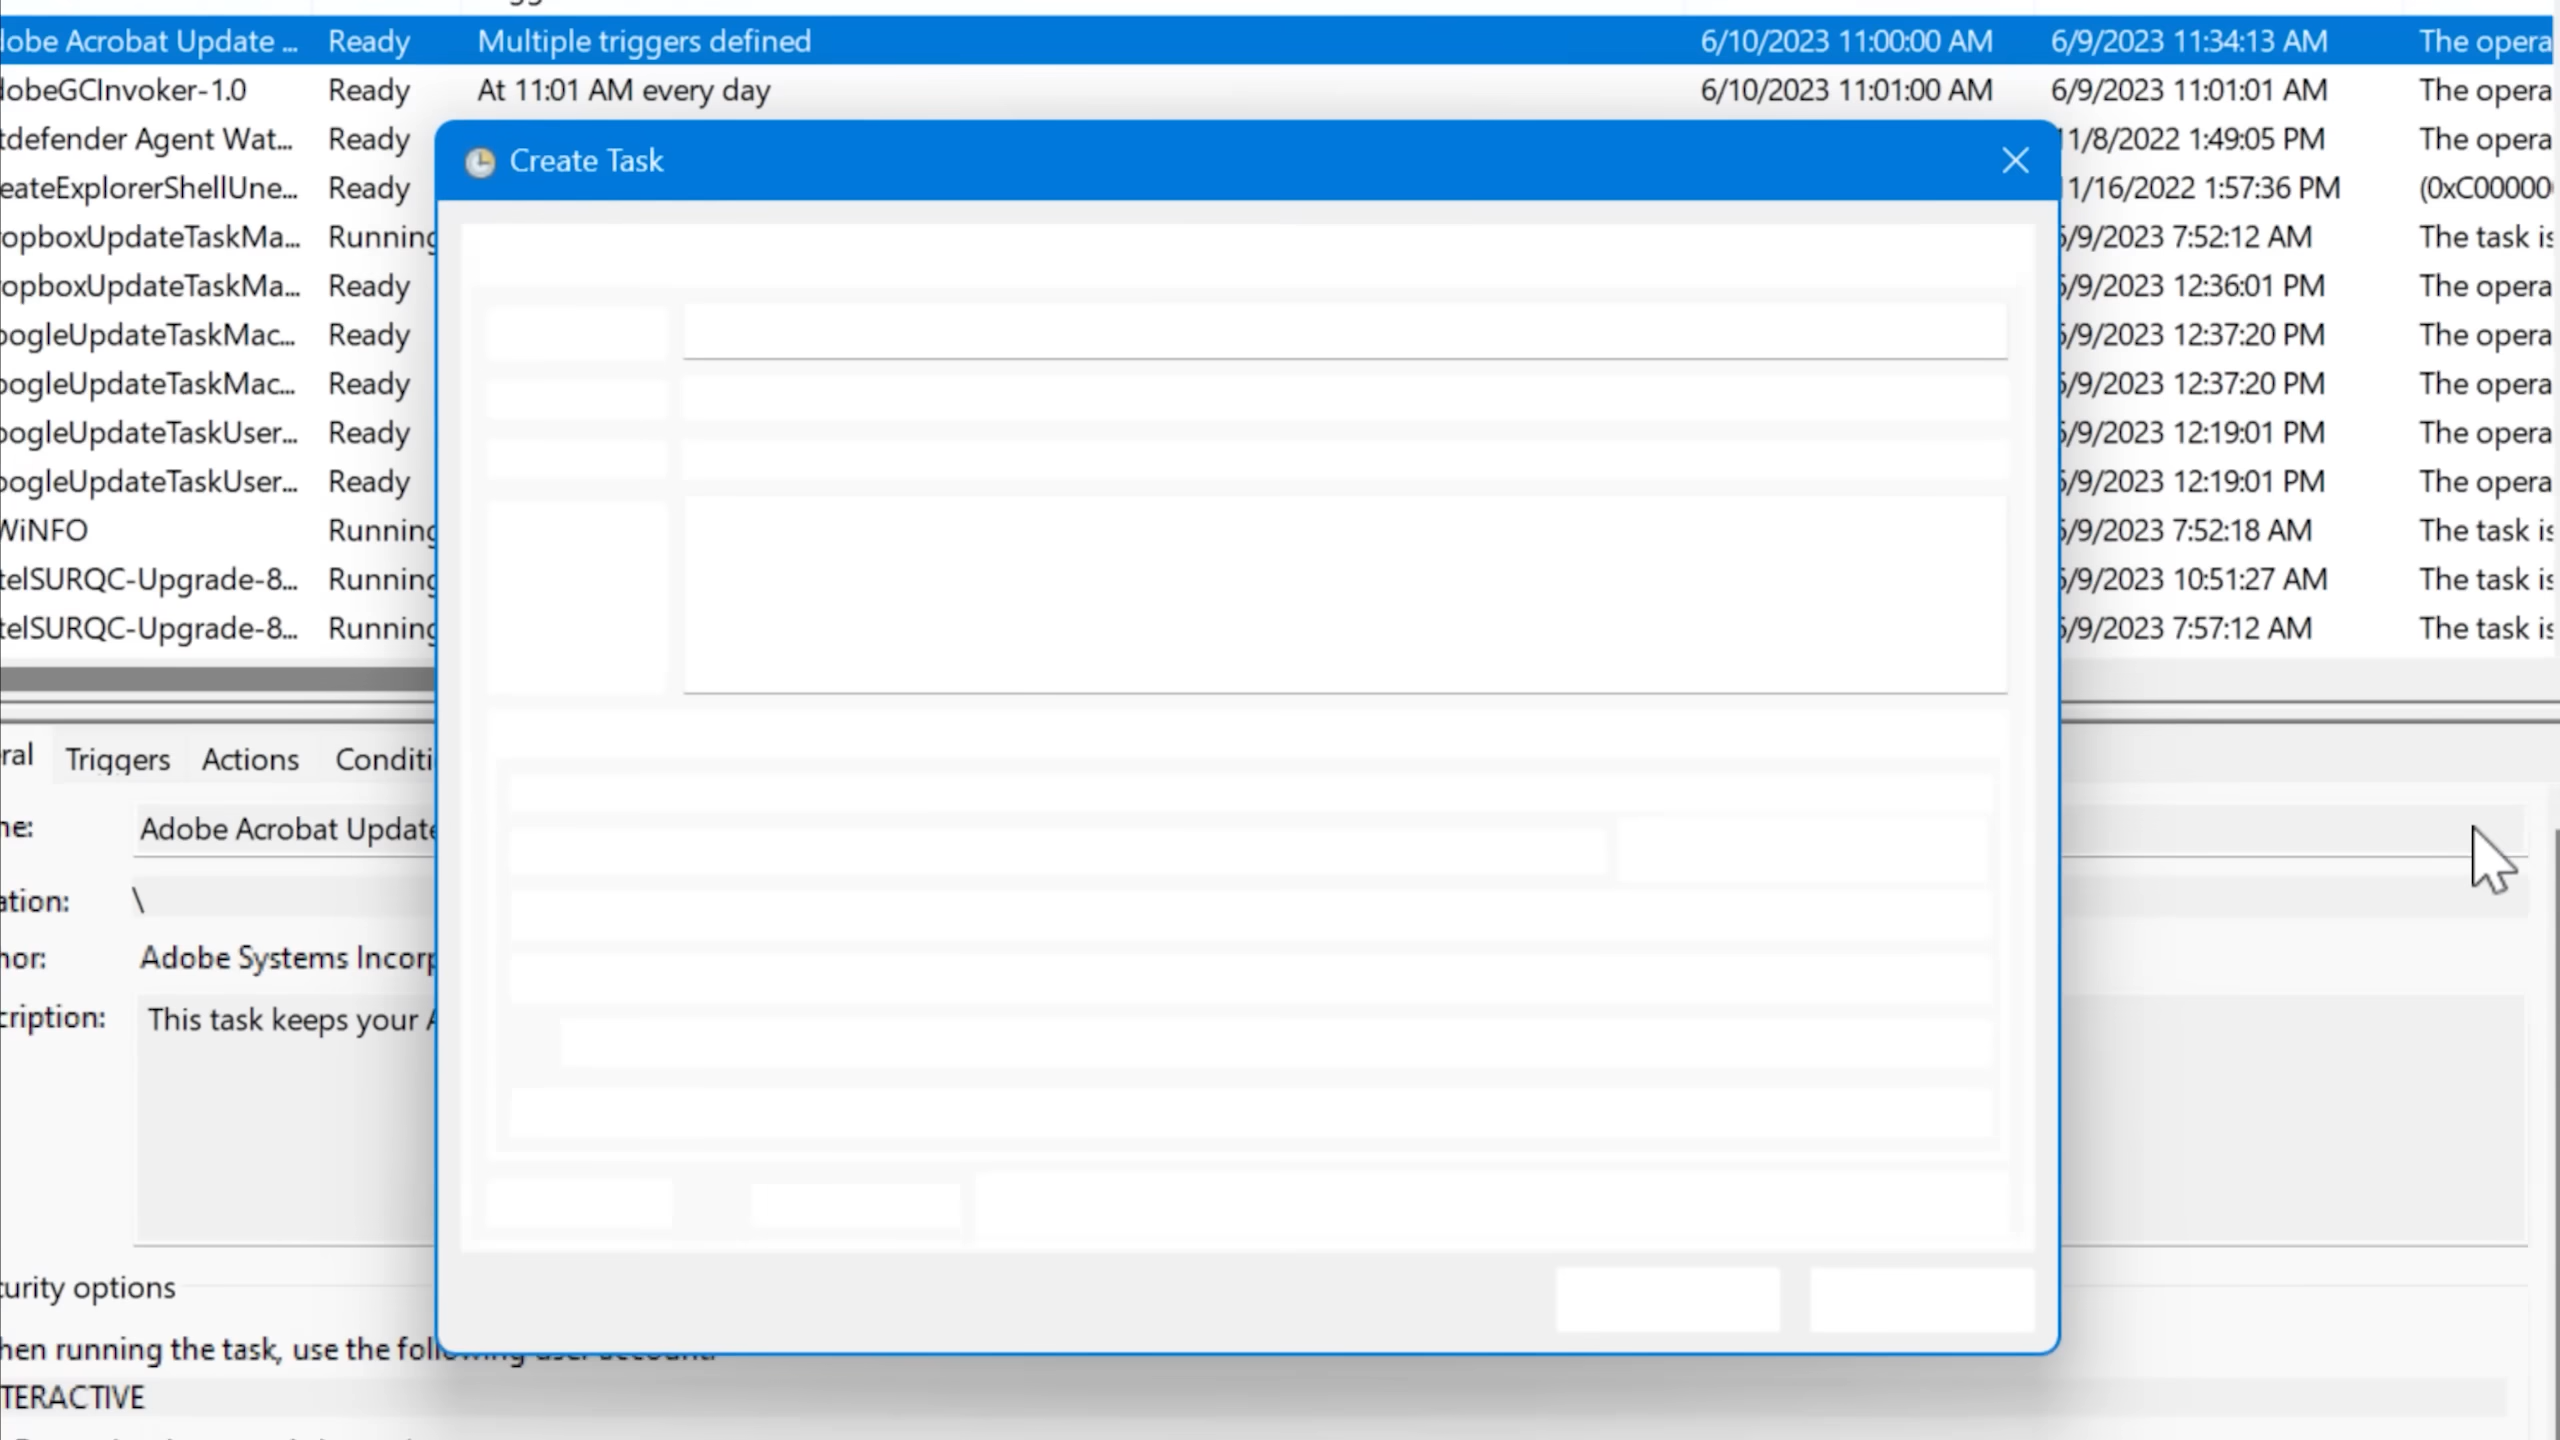 dobe Acrobat Update ... Ready Multiple triggers defined 6/10/2023 11:00:00 AM 6/9/2023 11:34:13 AM The opera
dobeGCInvoker-1.0 Ready At 11:01 AM every day 6/10/2023 11:01:00 AM 6/9/2023 11:01:01 AM The opera
tdefender Agent Wat... Ready 11/8/2022 1:49:05 PM The opera
Create Task
eateExplorerShellUne... Ready 11/16/2022 1:57:36 PM (0xC00000
opboxUpdateTaskMa... Running 6/9/2023 7:52:12 AM The task is
opboxUpdateTaskMa... Ready 6/9/2023 12:36:01 PM The opera
oogleUpdateTaskMac... Ready 6/9/2023 12:37:20 PM The opera
oogleUpdateTaskMac... Ready 6/9/2023 12:37:20 PM The opera
oogleUpdateTaskUser... Ready 6/9/2023 12:19:01 PM The opera
oogleUpdateTaskUser... Ready 6/9/2023 12:19:01 PM The opera
WiNFO Running 6/9/2023 7:52:18 AM The task is
telSURQC-Upgrade-8... Running 6/9/2023 10:51:27 AM The task is
telSURQC-Upgrade-8... Running 6/9/2023 7:57:12 AM The task is
ral Triggers Actions Conditi
ne: Adobe Acrobat Update
ation: \
hor: Adobe Systems Incorp
cription: This task keeps your A
curity options
hen running the task, use the following user account:
TERACTIVE